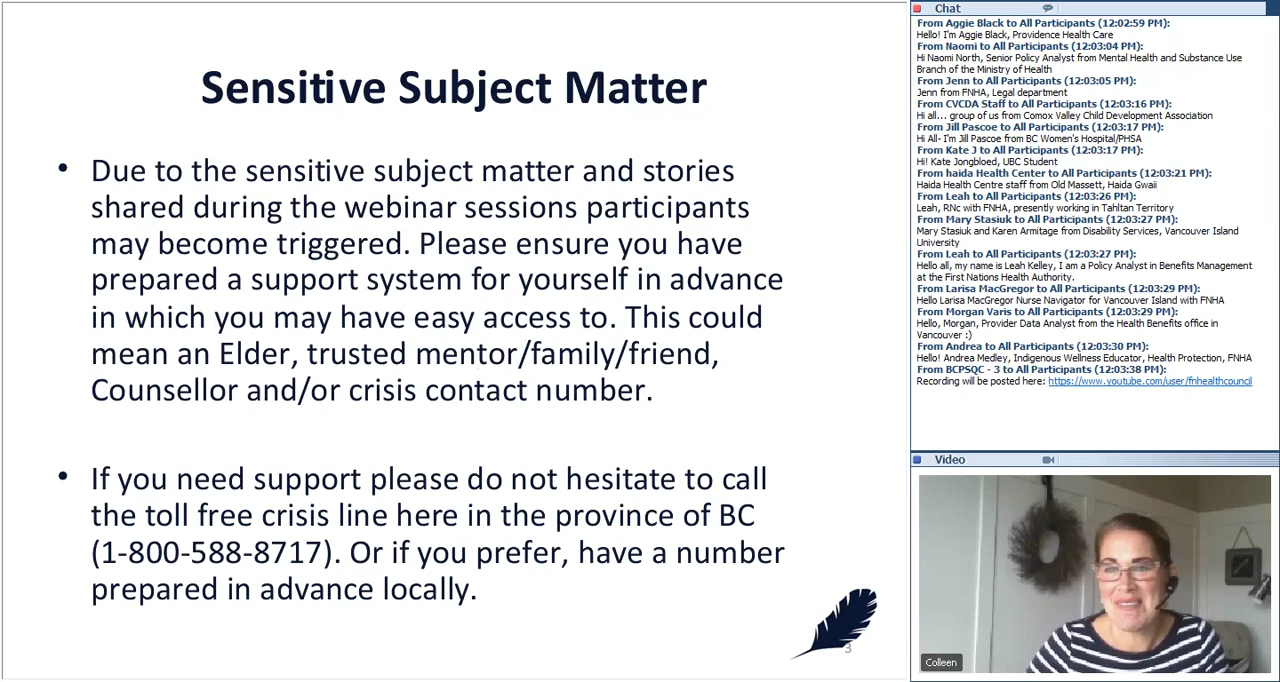 Sensitive Subject Matter
• Due to the sensitive subject matter and stories
shared during the webinar sessions participants
may become triggered. Please ensure you have
prepared a support system for yourself in advance
in which you may have easy access to. This could
mean an Elder, trusted mentor/family/friend,
Counsellor and/or crisis contact number.
• If you need support please do not hesitate to call
the toll free crisis line here in the province of BC
(1-800-588-8717). Or if you prefer, have a number
prepared in advance locally.
3
Chat
From Aggie Black to All Participants (12:02:59 PM):
Hello! I'm Aggie Black, Providence Health Care
From Naomi to All Participants (12:03:04 PM):
Hi Naomi North, Senior Policy Analyst from Mental Health and Substance Use
Branch of the Ministry of Health
From Jenn to All Participants (12:03:05 PM):
Jenn from FNHA, Legal department
From CVCDA Staff to All Participants (12:03:16 PM):
Hi all... group of us from Comox Valley Child Development Association
From Jill Pascoe to All Participants (12:03:17 PM):
Hi All- I'm Jill Pascoe from BC Women's Hospital/PHSA
From Kate J to All Participants (12:03:17 PM):
Hi! Kate Jongbloed, UBC Student
From haida Health Center to All Participants (12:03:21 PM):
Haida Health Centre staff from Old Massett, Haida Gwaii
From Leah to All Participants (12:03:26 PM):
Leah, RNc with FNHA, presently working in Tahltan Territory
From Mary Stasiuk to All Participants (12:03:27 PM):
Mary Stasiuk and Karen Armitage from Disability Services, Vancouver Island
University
From Leah to All Participants (12:03:27 PM):
Hello all, my name is Leah Kelley, I am a Policy Analyst in Benefits Management
at the First Nations Health Authority.
From Larisa MacGregor to All Participants (12:03:29 PM):
Hello Larisa MacGregor Nurse Navigator for Vancouver Island with FNHA
From Morgan Varis to All Participants (12:03:29 PM):
Hello, Morgan, Provider Data Analyst from the Health Benefits office in
Vancouver :)
From Andrea to All Participants (12:03:30 PM):
Hello! Andrea Medley, Indigenous Wellness Educator, Health Protection, FNHA
From BCPSQC - 3 to All Participants (12:03:38 PM):
Recording will be posted here: https://www.youtube.com/user/fnhealthcouncil
Video
Colleen